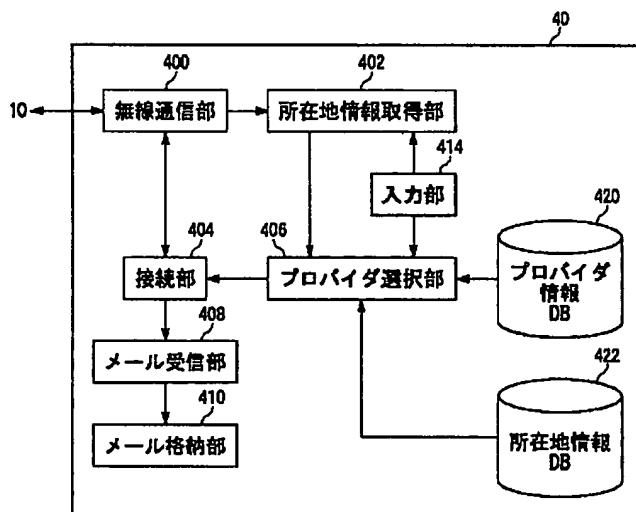 40
400
402
10
無線通信部
所在地情報取得部
414
入力部
420
404
406
接続部
プロバイダ選択部
プロバイダ
情報
DB
408
メール受信部
422
410
メール格納部
所在地情報
DB